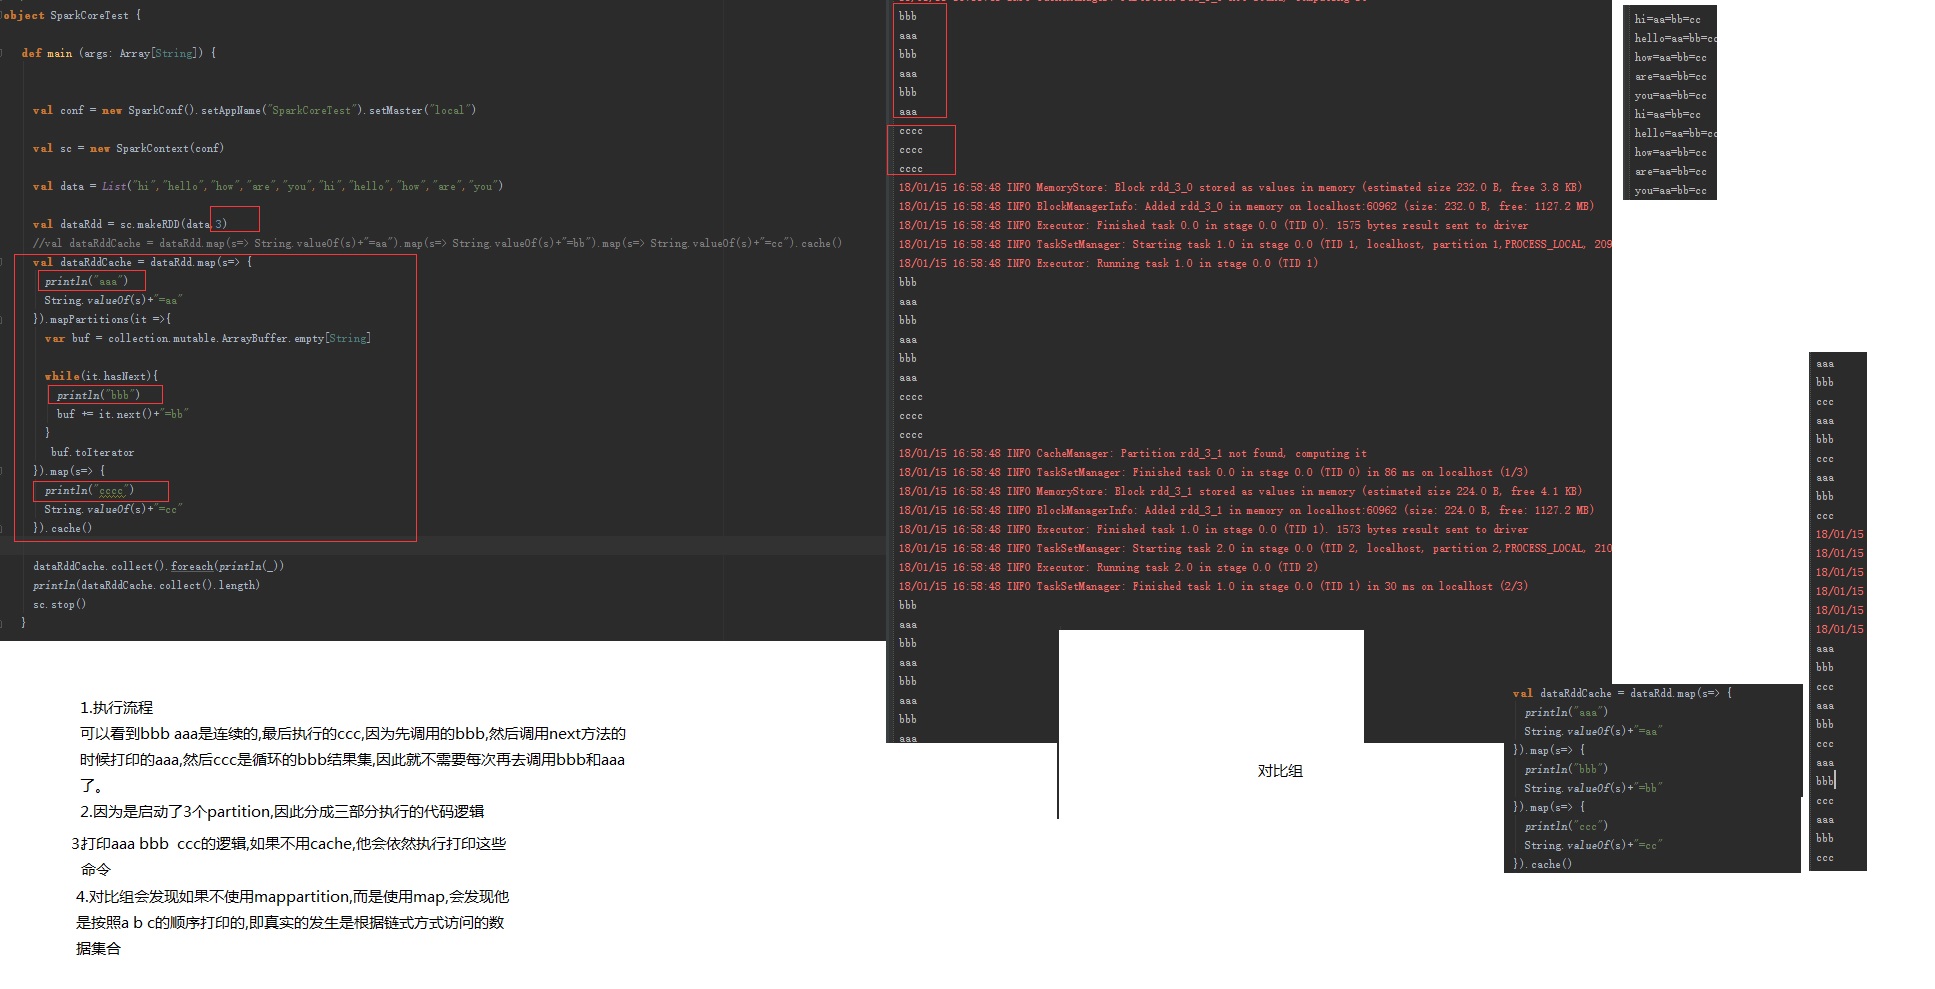 object SparkCoreTest {
def main (args: Array[String]) {
val conf = new SparkConf().setAppName("SparkCoreTest").setMaster("local")
val sc = new SparkContext(conf)
val data = List("hi","hello","how","are","you","hi","hello","how","are","you")
val dataRdd = sc.makeRDD(data,3)
//val dataRddCache = dataRdd.map(s=> String.valueOf(s)+"=aa").map(s=> String.valueOf(s)+"=bb").map(s=> String.valueOf(s)+"=cc").cache()
val dataRddCache = dataRdd.map(s=> {
println("aaa")
String.valueOf(s)+"=aa"
}).mapPartitions(it =>{
var buf = collection.mutable.ArrayBuffer.empty[String]
while(it.hasNext){
println("bbb")
buf += it.next()+"=bb"
}
buf.toIterator
}).map(s=> {
println("cccc")
String.valueOf(s)+"=cc"
}).cache()
dataRddCache.collect().foreach(println(_))
println(dataRddCache.collect().length)
sc.stop()
}
bbb
aaa
bbb
aaa
bbb
aaa
cccc
cccc
cccc
18/01/15 16:58:48 INFO MemoryStore: Block rdd_3_0 stored as values in memory (estimated size 232.0 B, free 3.8 KB)
18/01/15 16:58:48 INFO BlockManagerInfo: Added rdd_3_0 in memory on localhost:60962 (size: 232.0 B, free: 1127.2 MB)
18/01/15 16:58:48 INFO Executor: Finished task 0.0 in stage 0.0 (TID 0). 1575 bytes result sent to driver
18/01/15 16:58:48 INFO TaskSetManager: Starting task 1.0 in stage 0.0 (TID 1, localhost, partition 1,PROCESS_LOCAL, 209
18/01/15 16:58:48 INFO Executor: Running task 1.0 in stage 0.0 (TID 1)
bbb
aaa
bbb
aaa
bbb
aaa
cccc
cccc
cccc
18/01/15 16:58:48 INFO CacheManager: Partition rdd_3_1 not found, computing it
18/01/15 16:58:48 INFO TaskSetManager: Finished task 0.0 in stage 0.0 (TID 0) in 86 ms on localhost (1/3)
18/01/15 16:58:48 INFO MemoryStore: Block rdd_3_1 stored as values in memory (estimated size 224.0 B, free 4.1 KB)
18/01/15 16:58:48 INFO BlockManagerInfo: Added rdd_3_1 in memory on localhost:60962 (size: 224.0 B, free: 1127.2 MB)
18/01/15 16:58:48 INFO Executor: Finished task 1.0 in stage 0.0 (TID 1). 1573 bytes result sent to driver
18/01/15 16:58:48 INFO TaskSetManager: Starting task 2.0 in stage 0.0 (TID 2, localhost, partition 2,PROCESS_LOCAL, 210
18/01/15 16:58:48 INFO Executor: Running task 2.0 in stage 0.0 (TID 2)
18/01/15 16:58:48 INFO TaskSetManager: Finished task 1.0 in stage 0.0 (TID 1) in 30 ms on localhost (2/3)
bbb
aaa
bbb
aaa
bbb
aaa
bbb
aaa
hi=aa=bb=cc
hello=aa=bb=cc
how=aa=bb=cc
are=aa=bb=cc
you=aa=bb=cc
hi=aa=bb=cc
hello=aa=bb=cc
how=aa=bb=cc
are=aa=bb=cc
you=aa=bb=cc
1.执行流程
可以看到bbb aaa是连续的,最后执行的ccc,因为先调用的bbb,然后调用next方法的
时候打印的aaa,然后ccc是循环的bbb结果集,因此就不需要每次再去调用bbb和aaa
了。
2.因为是启动了3个partition,因此分成三部分执行的代码逻辑
3.打印aaa bbb ccc的逻辑,如果不用cache,他会依然执行打印这些
命令
4.对比组会发现如果不使用mappartition,而是使用map,会发现他
是按照a b c的顺序打印的,即真实的发生是根据链式方式访问的数
据集合
对比组
val dataRddCache = dataRdd.map(s=> {
println("aaa")
String.valueOf(s)+"=aa"
}).map(s=> {
println("bbb")
String.valueOf(s)+"=bb"
}).map(s=> {
println("ccc")
String.valueOf(s)+"=cc"
}).cache()
aaa
bbb
ccc
aaa
bbb
ccc
aaa
bbb
ccc
18/01/15
18/01/15
18/01/15
18/01/15
18/01/15
18/01/15
aaa
bbb
ccc
aaa
bbb
ccc
aaa
bbb
ccc
aaa
bbb
ccc